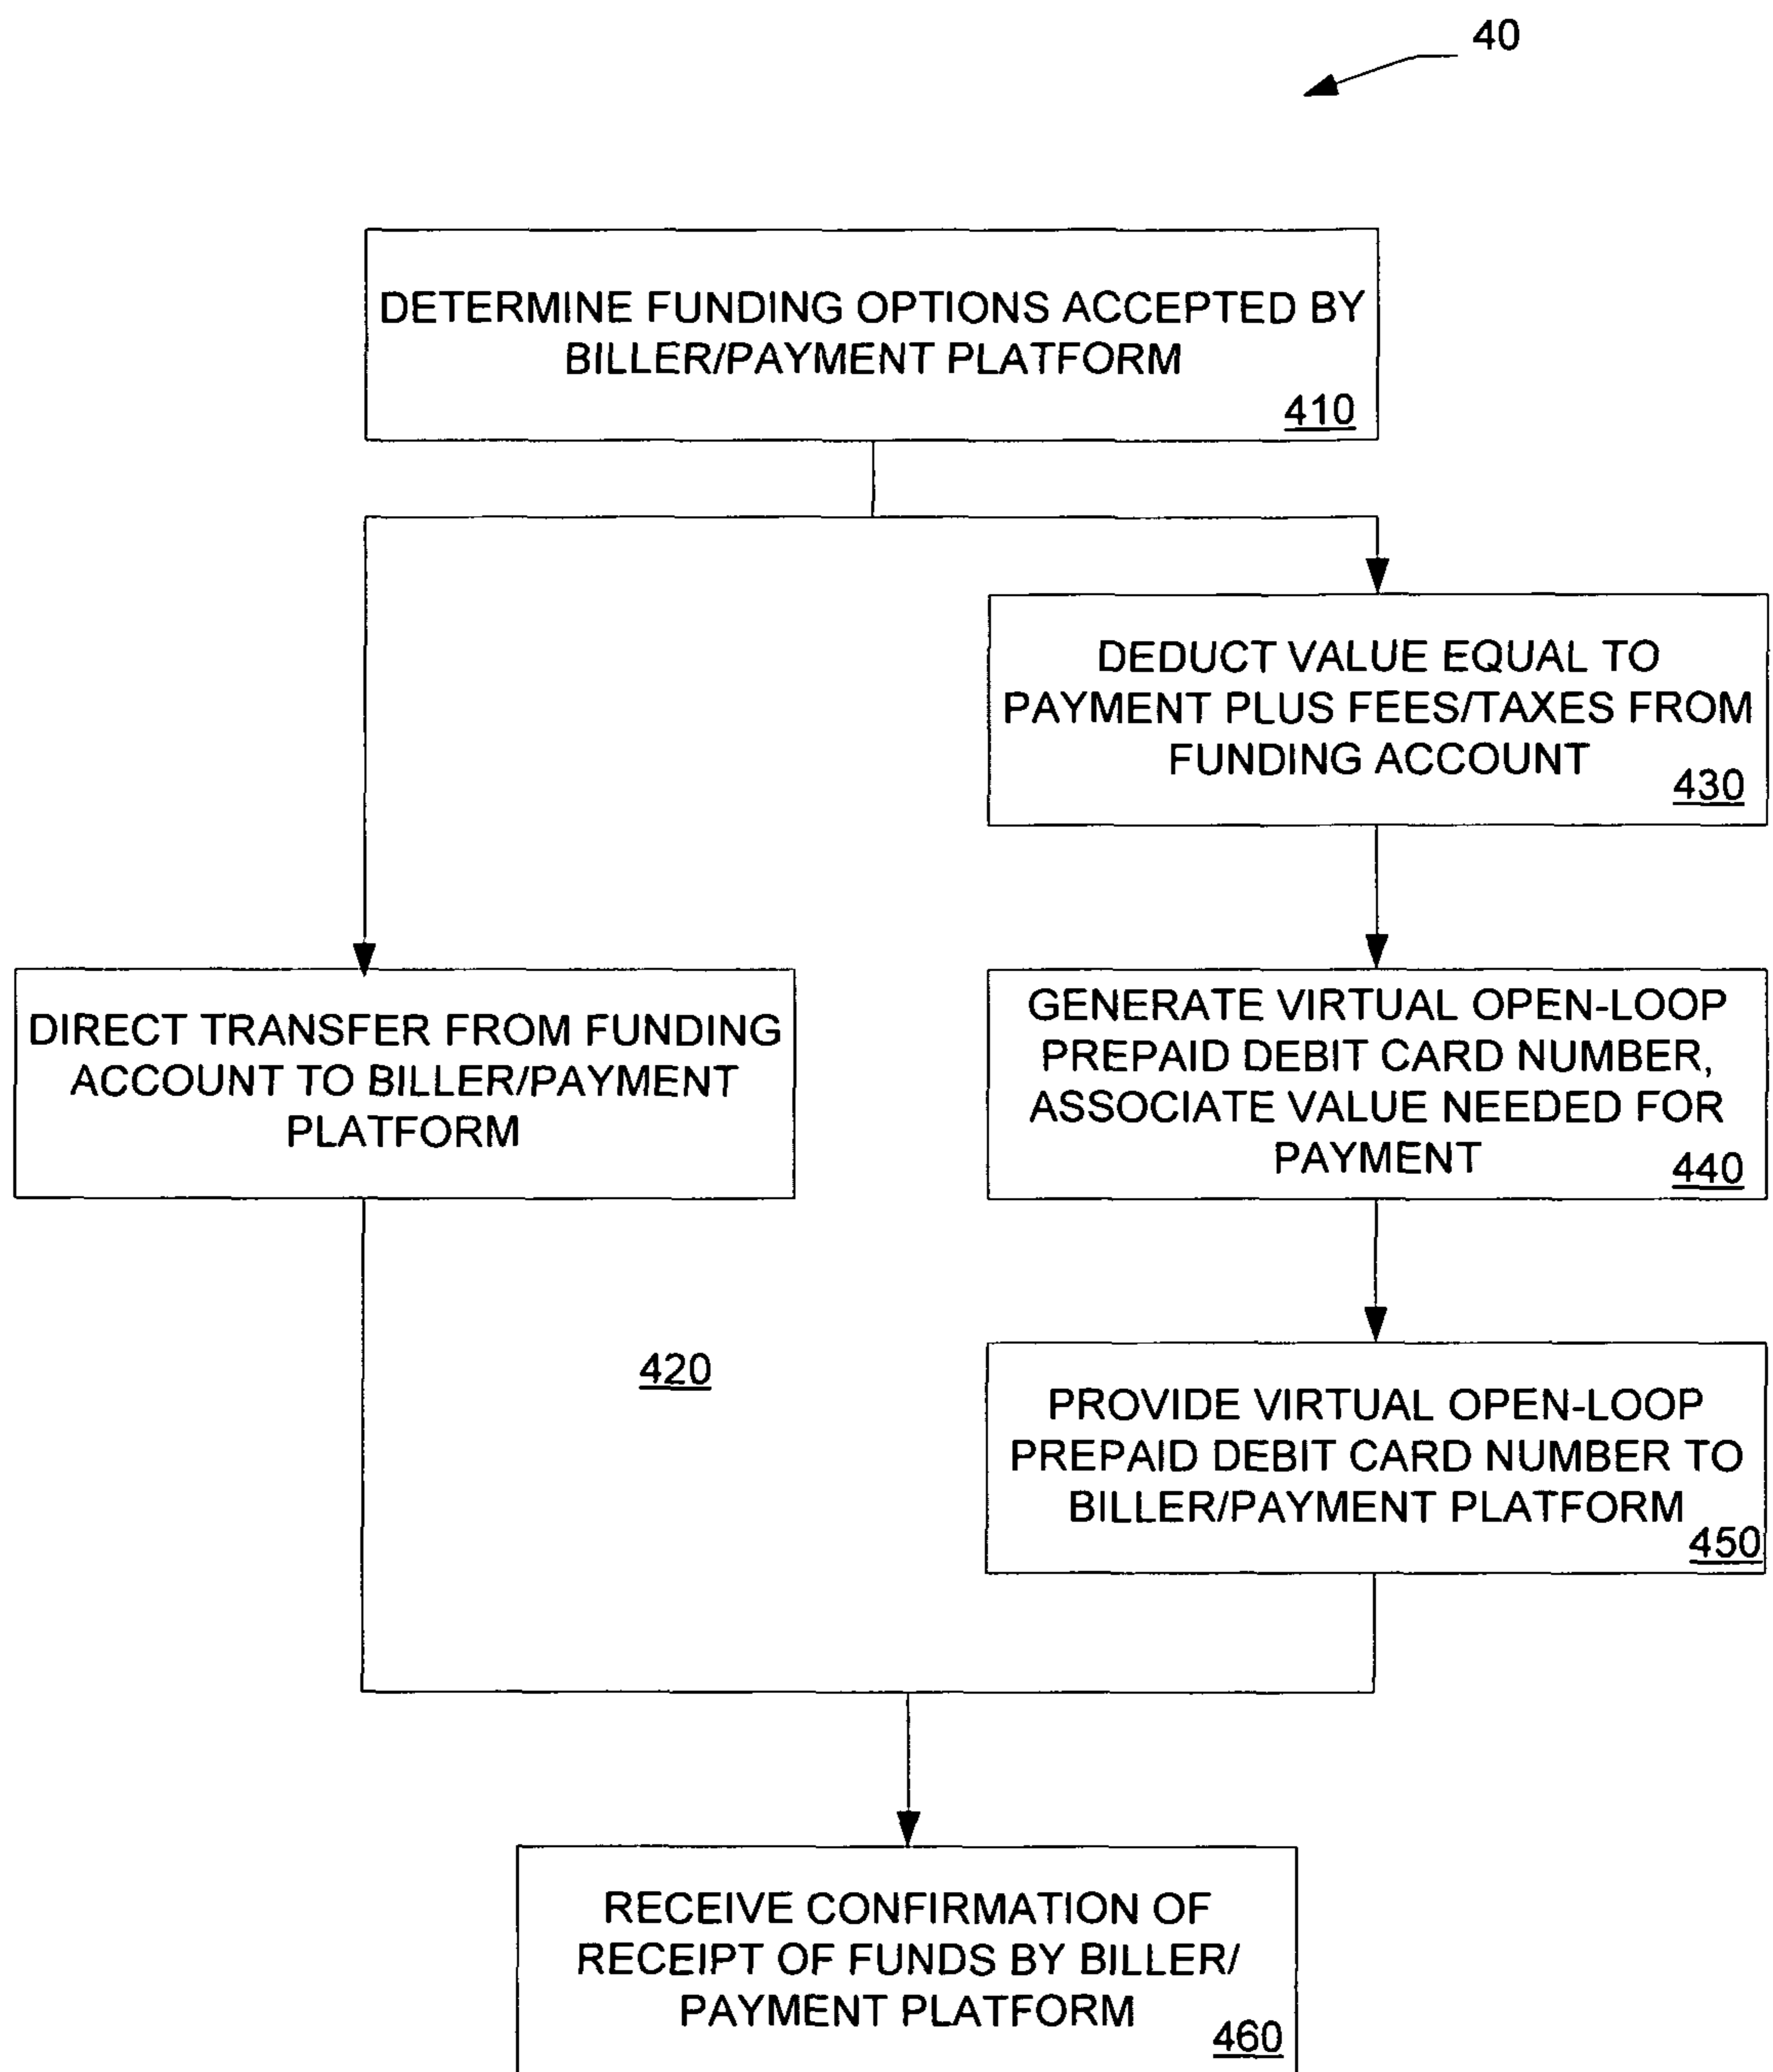 40
DETERMINE FUNDING OPTIONS ACCEPTED BY
BILLER/PAYMENT PLATFORM
410
DEDUCT VALUE EQUAL TO
PAYMENT PLUS FEES/TAXES FROM
FUNDING ACCOUNT
430
DIRECT TRANSFER FROM FUNDING
ACCOUNT TO BILLER/PAYMENT
PLATFORM
420
GENERATE VIRTUAL OPEN-LOOP
PREPAID DEBIT CARD NUMBER,
ASSOCIATE VALUE NEEDED FOR
PAYMENT
440
PROVIDE VIRTUAL OPEN-LOOP
PREPAID DEBIT CARD NUMBER TO
BILLER/PAYMENT PLATFORM
450
RECEIVE CONFIRMATION OF
RECEIPT OF FUNDS BY BILLER/
PAYMENT PLATFORM
460